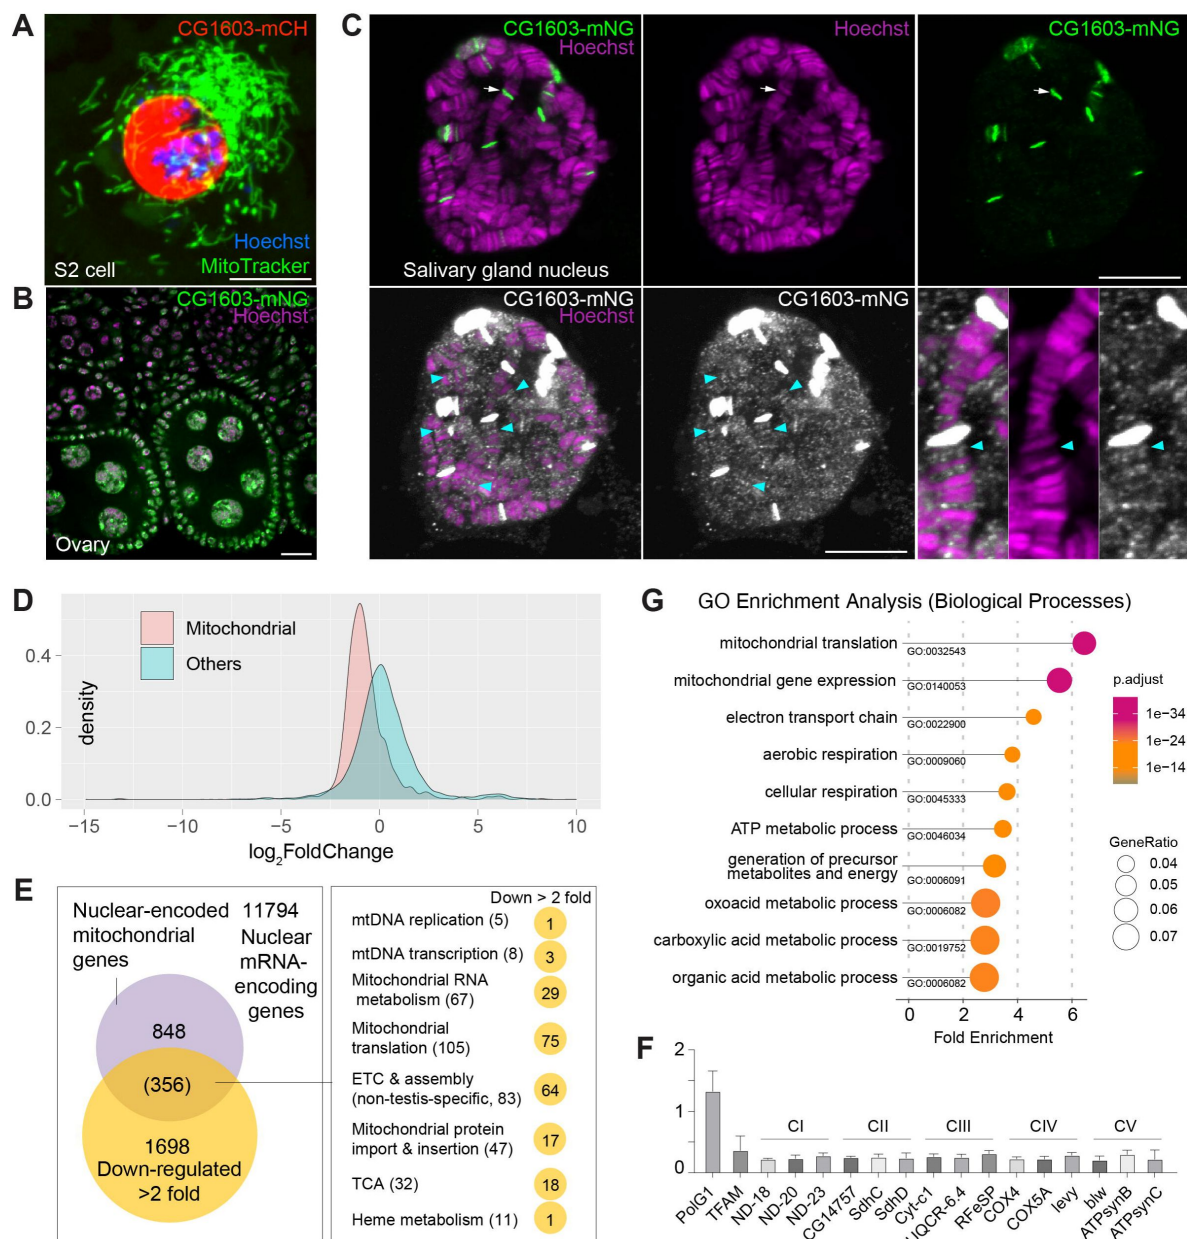 A
CG1603-mCH
Hoechst
MitoTracker
S2 cell
B
CG1603-mNG
Hoechst
Ovary
C
CG1603-mNG
Hoechst
Hoechst
CG1603-mNG
Salivary gland nucleus
CG1603-mNG
Hoechst
CG1603-mNG
D
Mitochondrial
Others
density
0.4
0.2
0.0
−15
−10
−5
0
5
10
log2FoldChange
E
Nuclear-encoded
mitochondrial
genes
11794
Nuclear
mRNA-
encoding
genes
848
(356)
1698
Down-regulated
>2 fold
Down > 2 fold
mtDNA replication (5)
1
mtDNA transcription (8)
3
Mitochondrial RNA
metabolism (67)
29
Mitochondrial
translation (105)
75
ETC & assembly
(non-testis-specific, 83)
64
Mitochondrial protein
import & insertion (47)
17
TCA (32)
18
Heme metabolism (11)
1
G
GO Enrichment Analysis (Biological Processes)
mitochondrial translation
GO:0032543
mitochondrial gene expression
GO:0140053
electron transport chain
GO:0022900
aerobic respiration
GO:0009060
cellular respiration
GO:0045333
ATP metabolic process
GO:0046034
generation of precursor
metabolites and energy
GO:0006091
oxoacid metabolic process
GO:0006082
carboxylic acid metabolic process
GO:0019752
organic acid metabolic process
GO:0006082
0
2
4
6
Fold Enrichment
p.adjust
1e−34
1e−24
1e−14
GeneRatio
0.04
0.05
0.06
0.07
F
2
1
0
CI
CII
CIII
CIV
CV
PolG1
TFAM
ND-18
ND-20
ND-23
CG14757
SdhC
SdhD
Cyt-c1
UQCR-6.4
RFeSP
COX4
COX5A
levy
blw
ATPsynB
ATPsynC